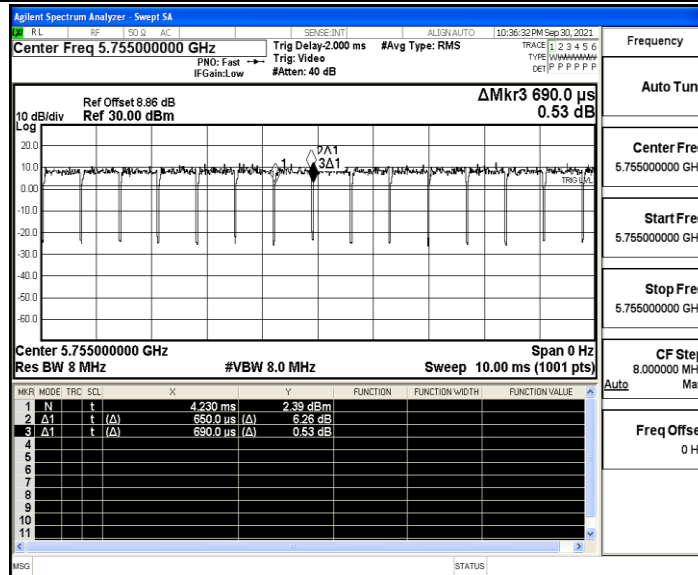 Agilent Spectrum Analyzer - Swept SA
RL RF 50 Ω AC SENSE:INT ALIGN AUTO 10:36:32 PM Sep 30, 2021
Center Freq 5.755000000 GHz
PNO: Fast
IFGain:Low
Trig Delay-2.000 ms
Trig: Video
#Atten: 40 dB
#Avg Type: RMS
TRACE 1 2 3 4 5 6
TYPE
DET P P P P P P
ΔMkr3 690.0 µs
0.53 dB
Ref Offset 8.86 dB
10 dB/div Ref 30.00 dBm
Log
20.0
10.0
0.00
-10.0
-20.0
-30.0
-40.0
-50.0
-60.0
1
2Δ1
3Δ1
TRIG LVL
Center 5.755000000 GHz Span 0 Hz
Res BW 8 MHz #VBW 8.0 MHz Sweep 10.00 ms (1001 pts)
MKR MODE TRC SCL X Y FUNCTION FUNCTION WIDTH FUNCTION VALUE
1 N t 4.230 ms 2.39 dBm
2 Δ1 t (Δ) 650.0 µs (Δ) 6.26 dB
3 Δ1 t (Δ) 690.0 µs (Δ) 0.53 dB
4
5
6
7
8
9
10
11
MSG STATUS
Frequency
Auto Tun
Center Fre
5.755000000 GH
Start Fre
5.755000000 GH
Stop Fre
5.755000000 GH
CF Ste
8.000000 MH
Auto Ma
Freq Offse
0 H